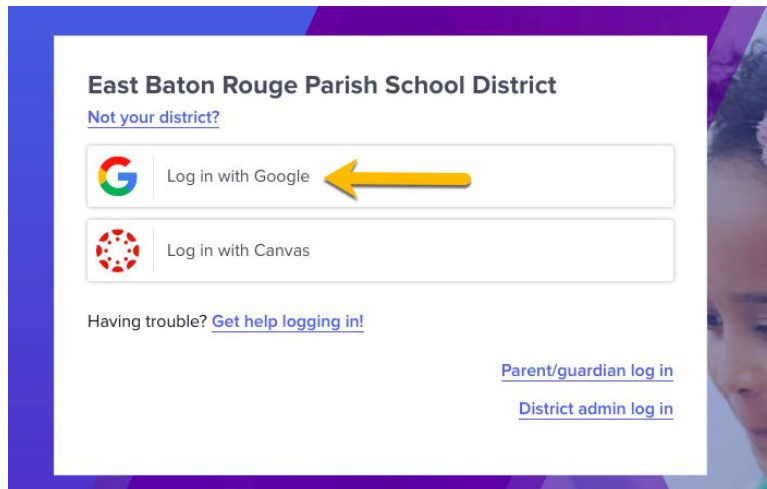 East Baton Rouge Parish School District
Not your district?
Log in with Google
Log in with Canvas
Having trouble? Get help logging in!
Parent/guardian log in
District admin log in